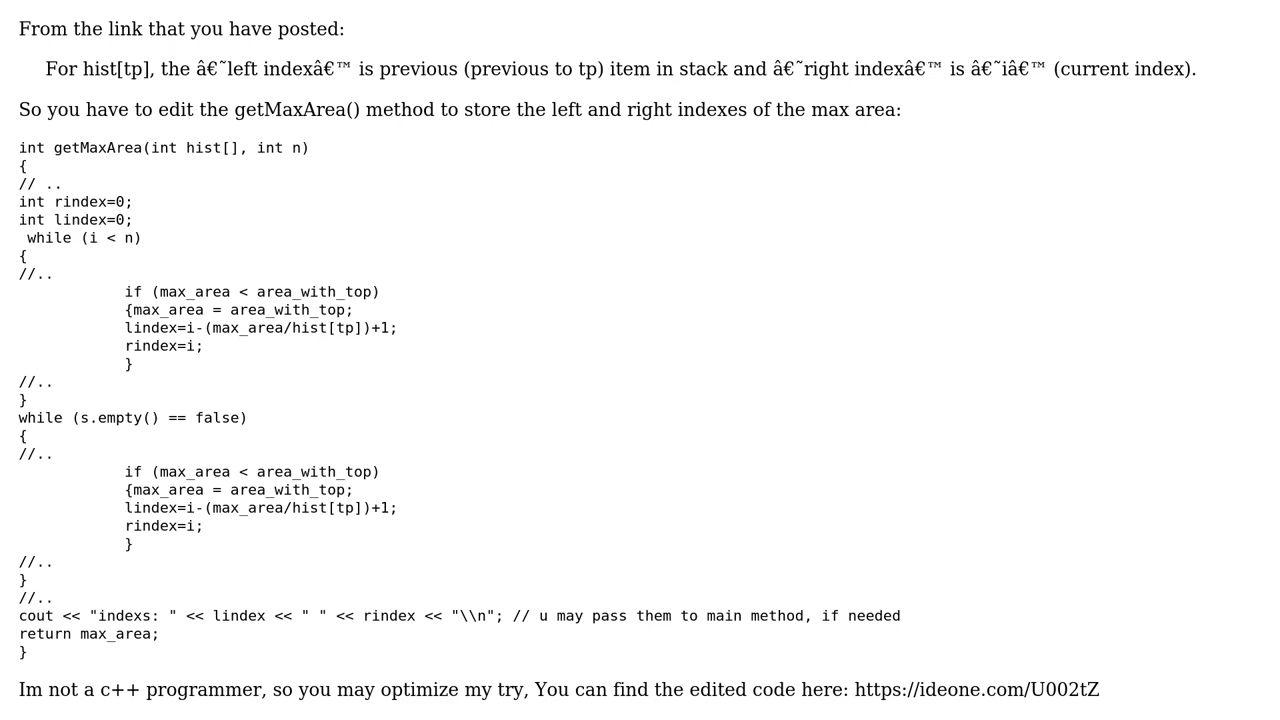 From the link that you have posted:
For hist[tp], the â€˜left indexâ€™ is previous (previous to tp) item in stack and â€˜right indexâ€™ is â€˜iâ€™ (current index).
So you have to edit the getMaxArea() method to store the left and right indexes of the max area:
int getMaxArea(int hist[], int n)
{
// ..
int rindex=0;
int lindex=0;
 while (i < n)
{
//..
            if (max_area < area_with_top)
            {max_area = area_with_top;
            lindex=i-(max_area/hist[tp])+1;
            rindex=i;
            }
//..
}
while (s.empty() == false)
{
//..
            if (max_area < area_with_top)
            {max_area = area_with_top;
            lindex=i-(max_area/hist[tp])+1;
            rindex=i;
            }
//..
}
//..
cout << "indexs: " << lindex << " " << rindex << "\\n"; // u may pass them to main method, if needed
return max_area;
}
Im not a c++ programmer, so you may optimize my try, You can find the edited code here: https://ideone.com/U002tZ